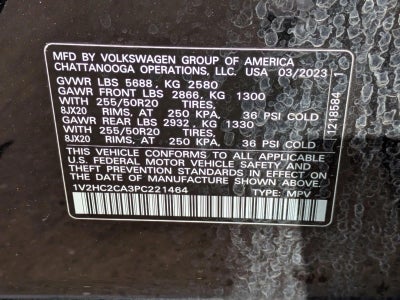 MFD BY VOLKSWAGEN GROUP OF AMERICA
CHATTANOOGA OPERATIONS, LLC. USA 03/2023
GVWR LBS 5688, KG 2580
GAWR FRONT LBS 2866, KG 1300
WITH 255/50R20 TIRES,
8JX20 RIMS, AT 250 KPA, 36 PSI COLD
GAWR REAR LBS 2932, KG 1330
WITH 255/50R20 TIRES,
8JX20 RIMS, AT 250 KPA, 36 PSI COLD
THIS VEHICLE CONFORMS TO ALL APPLICABLE
U.S. FEDERAL MOTOR VEHICLE SAFETY AND
THEFT PREVENTION STANDARDS IN EFFECT
ON THE DATE OF MANUFACTURE SHOWN ABOVE.
1V2HC2CA3PC221464 TYPE: MPV
1218584 1